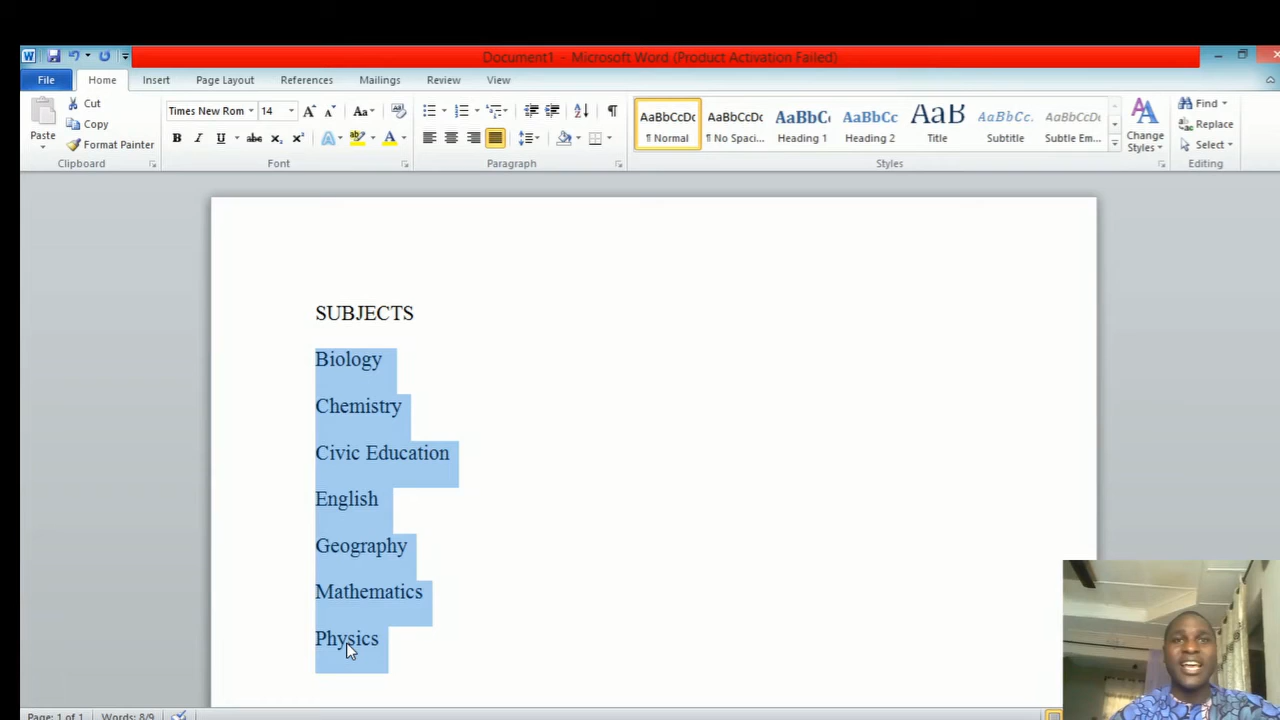 Document1 - Microsoft Word (Product Activation Failed)
File Home Insert Page Layout References Mailings Review View
Paste
Cut
Copy
Format Painter
Clipboard
Times New Rom 14
Font
Paragraph
AaBbCcDc AaBbCcDc AaBbC AaBbCc AaB AaBbCc. AaBbCcDc
¶ Normal ¶ No Spaci... Heading 1 Heading 2 Title Subtitle Subtle Em...
Change Styles
Styles
Find
Replace
Select
Editing
SUBJECTS
Biology
Chemistry
Civic Education
English
Geography
Mathematics
Physics
Page: 1 of 1 Words: 8/9